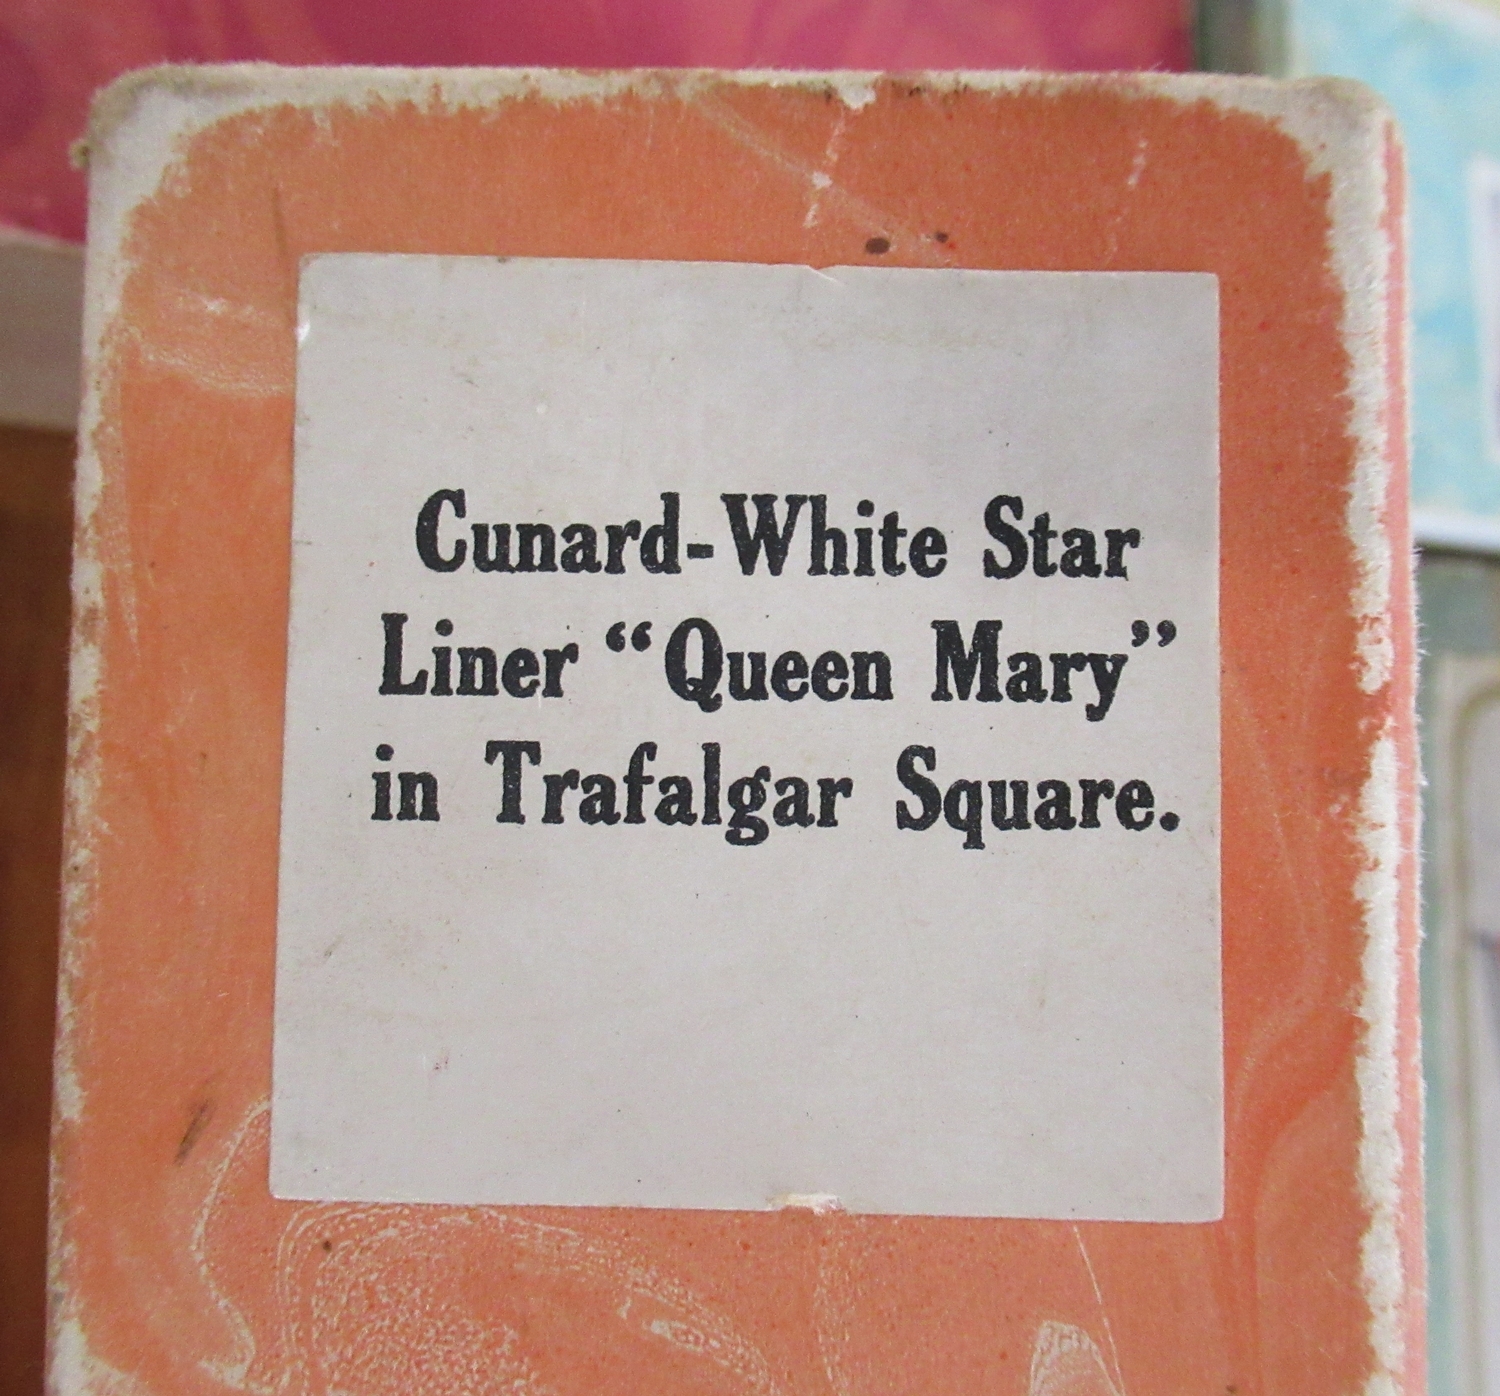 Cunard-White Star
Liner “Queen Mary”
in Trafalgar Square.